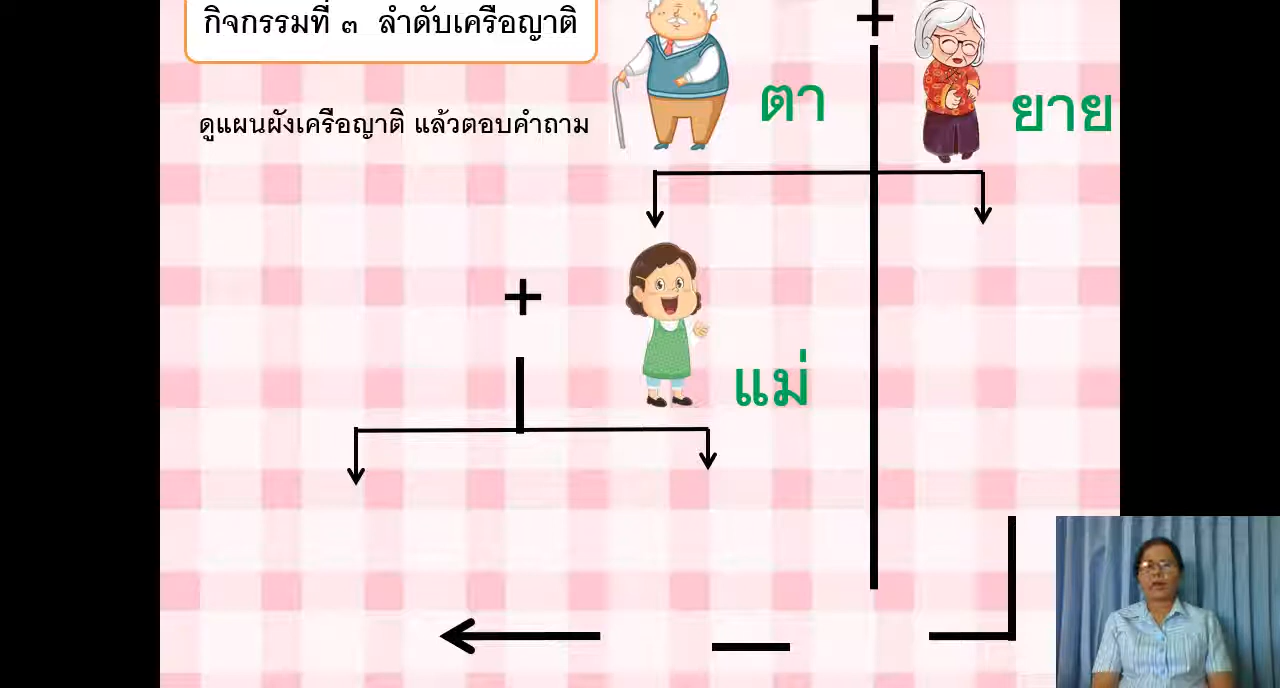 กิจกรรมที่ ๓ ลำดับเครือญาติ
ดูแผนผังเครือญาติ แล้วตอบคำถาม
ตา
ยาย
แม่